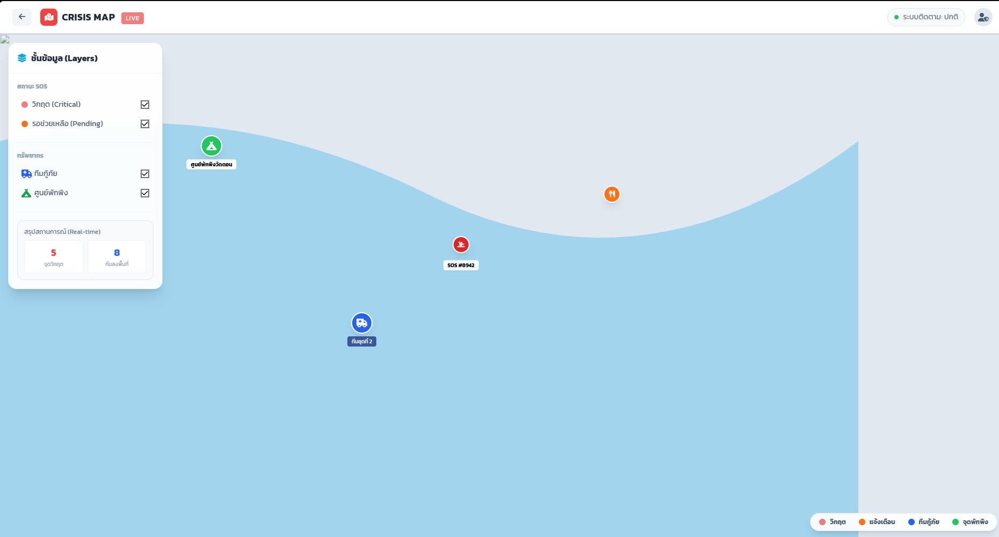 CRISIS MAP
LIVE
ระบบติดตาม: ปกติ
ชั้นข้อมูล (Layers)
สถานะ SOS
วิกฤต (Critical)
รอช่วยเหลือ (Pending)
ทรัพยากร
ทีมกู้ภัย
ศูนย์พักพิง
สรุปสถานการณ์ (Real-time)
5
จุดวิกฤต
8
ทีมลงพื้นที่
ศูนย์พักพิงวัดดอน
SOS #8942
ทีมชุดที่ 2
วิกฤต
แจ้งเตือน
ทีมกู้ภัย
จุดพักพิง